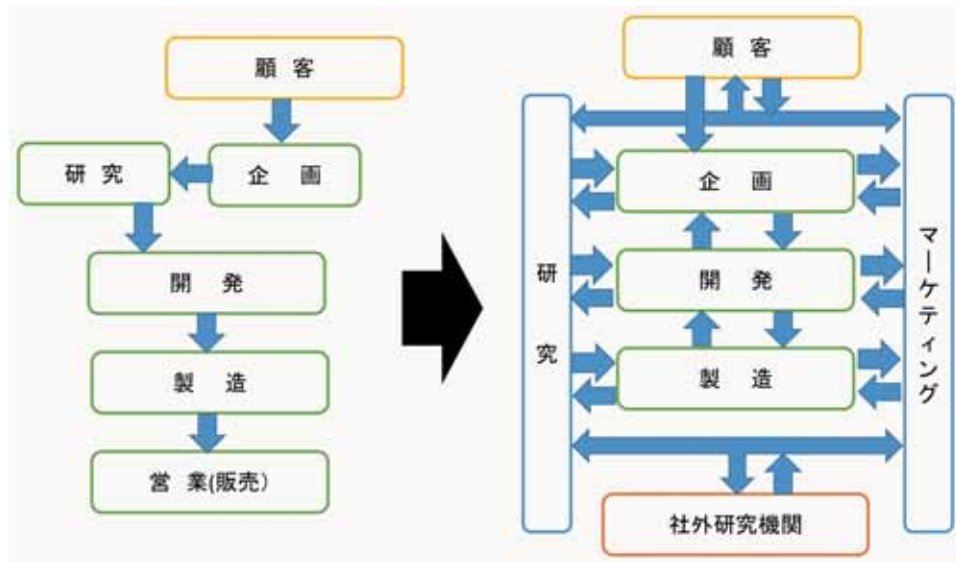 顧 客
研 究
企 画
開 発
製 造
営 業(販売)
顧 客
研 究
企 画
開 発
製 造
マーケティング
社外研究機関